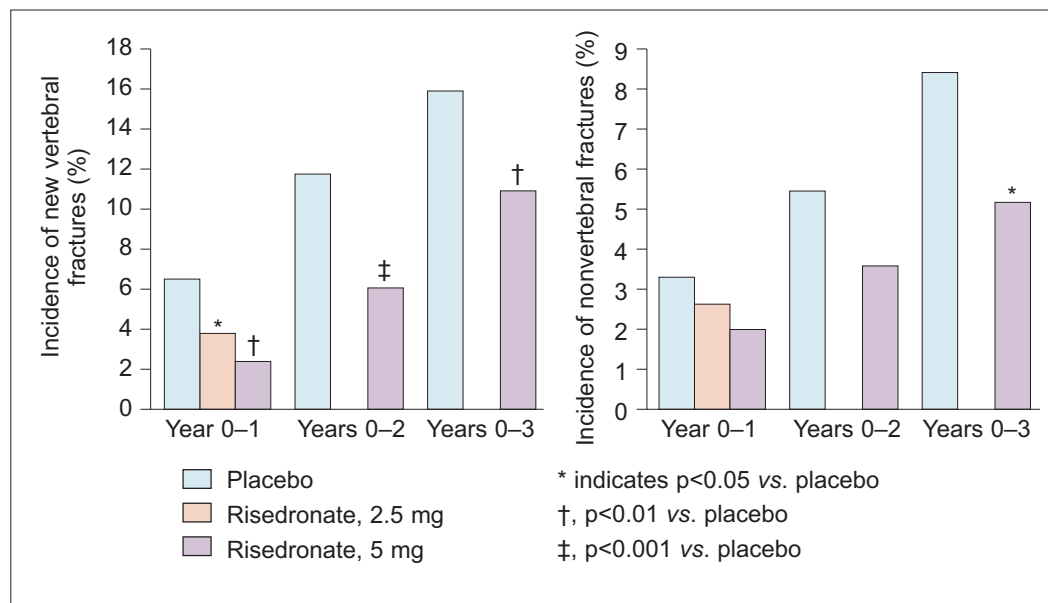 Incidence of new vertebral
fractures (%)
18
16
14
12
10
8
6
4
2
0
*
†
‡
†
Year 0–1
Years 0–2
Years 0–3
Incidence of nonvertebral fractures (%)
9
8
7
6
5
4
3
2
1
0
*
Year 0–1
Years 0–2
Years 0–3
Placebo
Risedronate, 2.5 mg
Risedronate, 5 mg
* indicates p<0.05 vs. placebo
†, p<0.01 vs. placebo
‡, p<0.001 vs. placebo